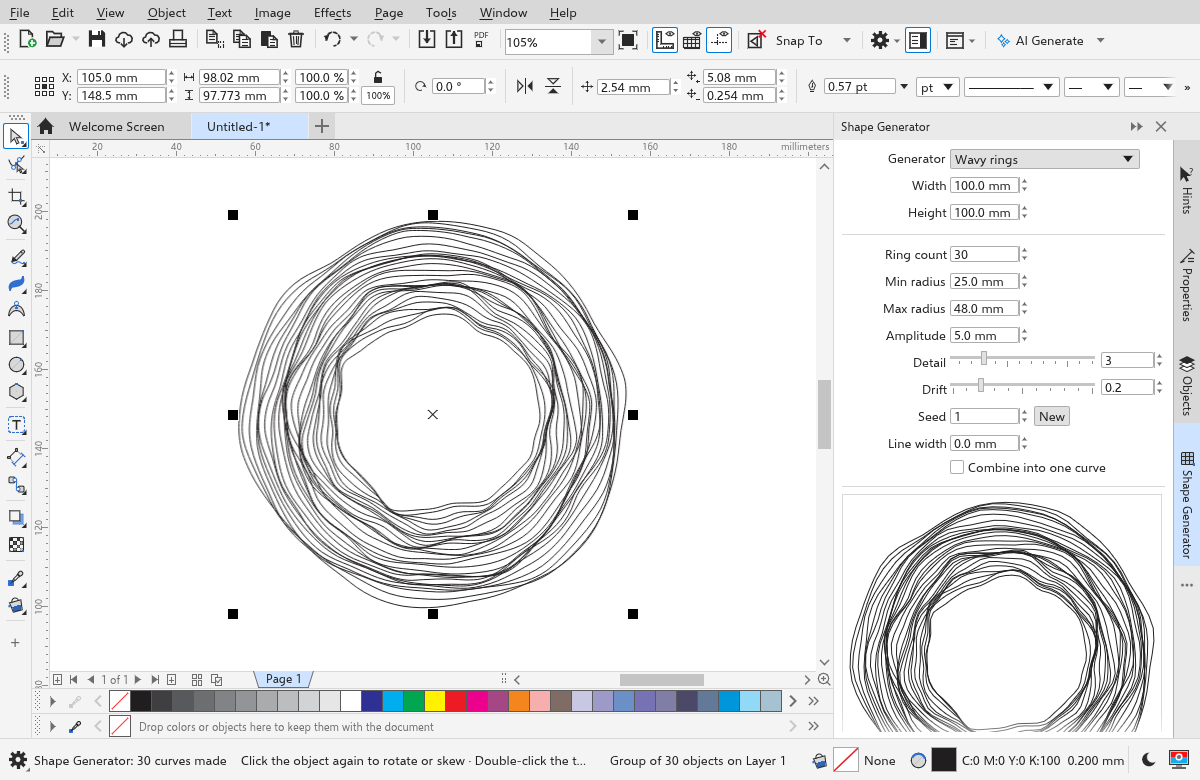 File Edit View Object Text Image Effects Page Tools Window Help
PDF 105% Snap To AI Generate
X: 105.0 mm 98.02 mm 100.0 % 0.0 ° 2.54 mm 5.08 mm 0.57 pt pt »
Y: 148.5 mm 97.773 mm 100.0 % 100% 0.254 mm
Welcome Screen Untitled-1*
20 40 60 80 100 120 140 160 180 millimeters
200
180
160
140
120
100
Shape Generator
Generator Wavy rings
Width 100.0 mm
Height 100.0 mm
Ring count 30
Min radius 25.0 mm
Max radius 48.0 mm
Amplitude 5.0 mm
Detail 3
Drift 0.2
Seed 1 New
Line width 0.0 mm
Combine into one curve
Hints
Properties
Objects
Shape Generator
1 of 1 Page 1
Drop colors or objects here to keep them with the document
Shape Generator: 30 curves made Click the object again to rotate or skew; Double-click the t... Group of 30 objects on Layer 1 None C:0 M:0 Y:0 K:100 0.200 mm